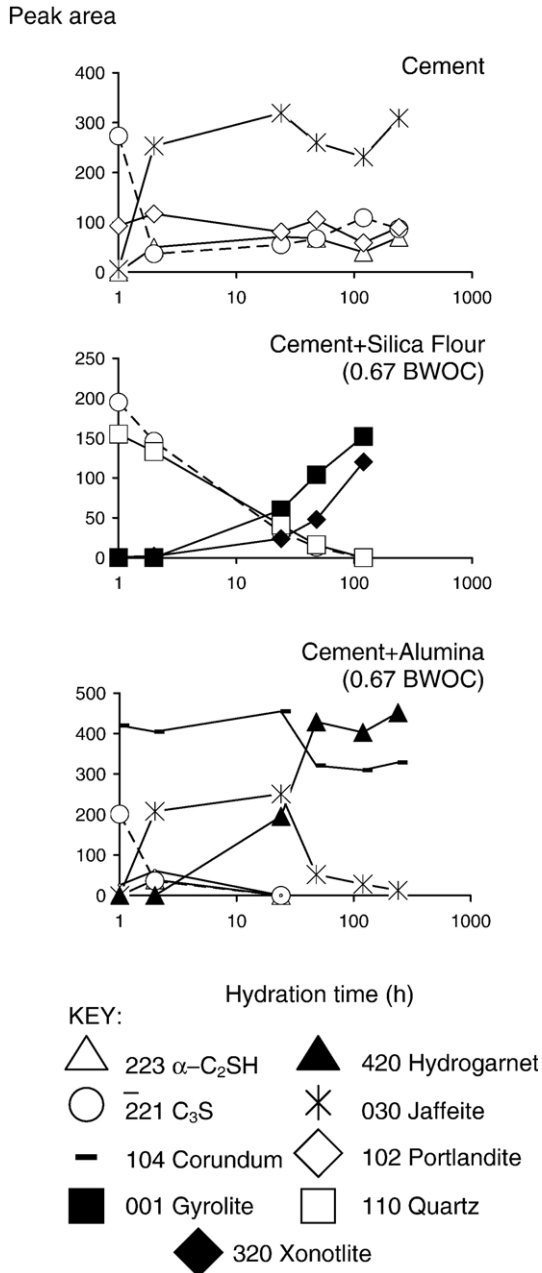 Peak area
Cement
400
300
200
100
0
1 10 100 1000
Cement+Silica Flour
(0.67 BWOC)
250
200
150
100
50
0
1 10 100 1000
Cement+Alumina
(0.67 BWOC)
500
400
300
200
100
0
1 10 100 1000
Hydration time (h)
KEY:
223 α–C₂SH 420 Hydrogarnet
2̅21 C₃S 030 Jaffeite
104 Corundum 102 Portlandite
001 Gyrolite 110 Quartz
320 Xonotlite